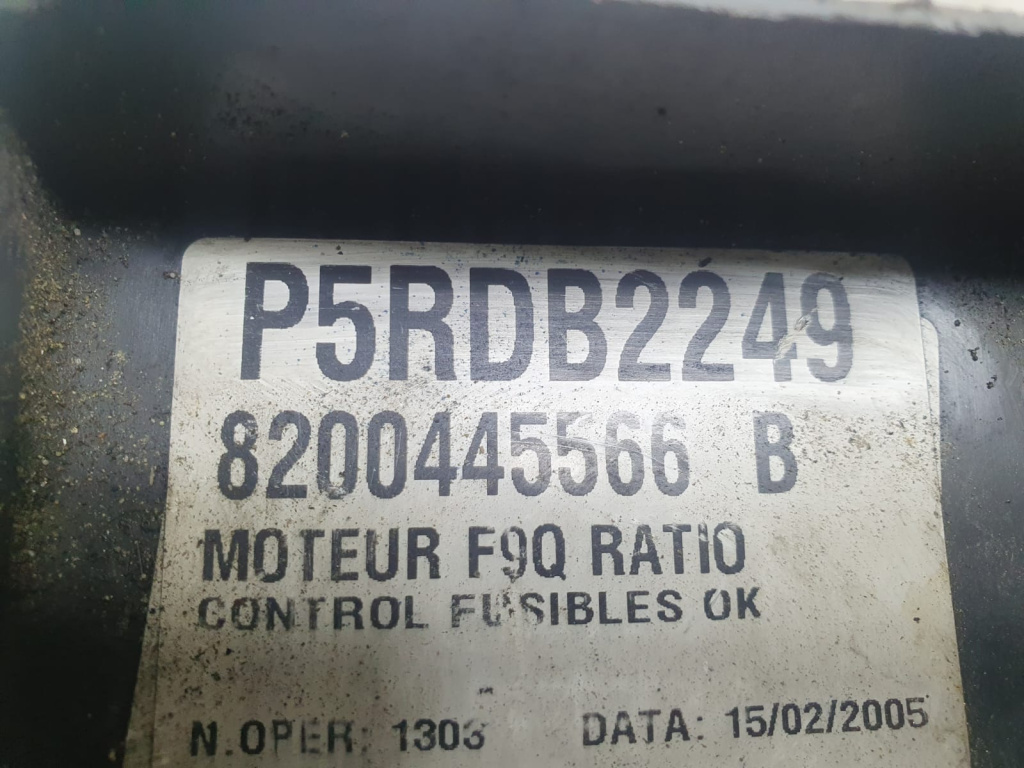 P5RDB2249
8200445566 B
MOTEUR F9Q RATIO
CONTROL FUSIBLES OK
N.OPER: 1303 DATA: 15/02/2005